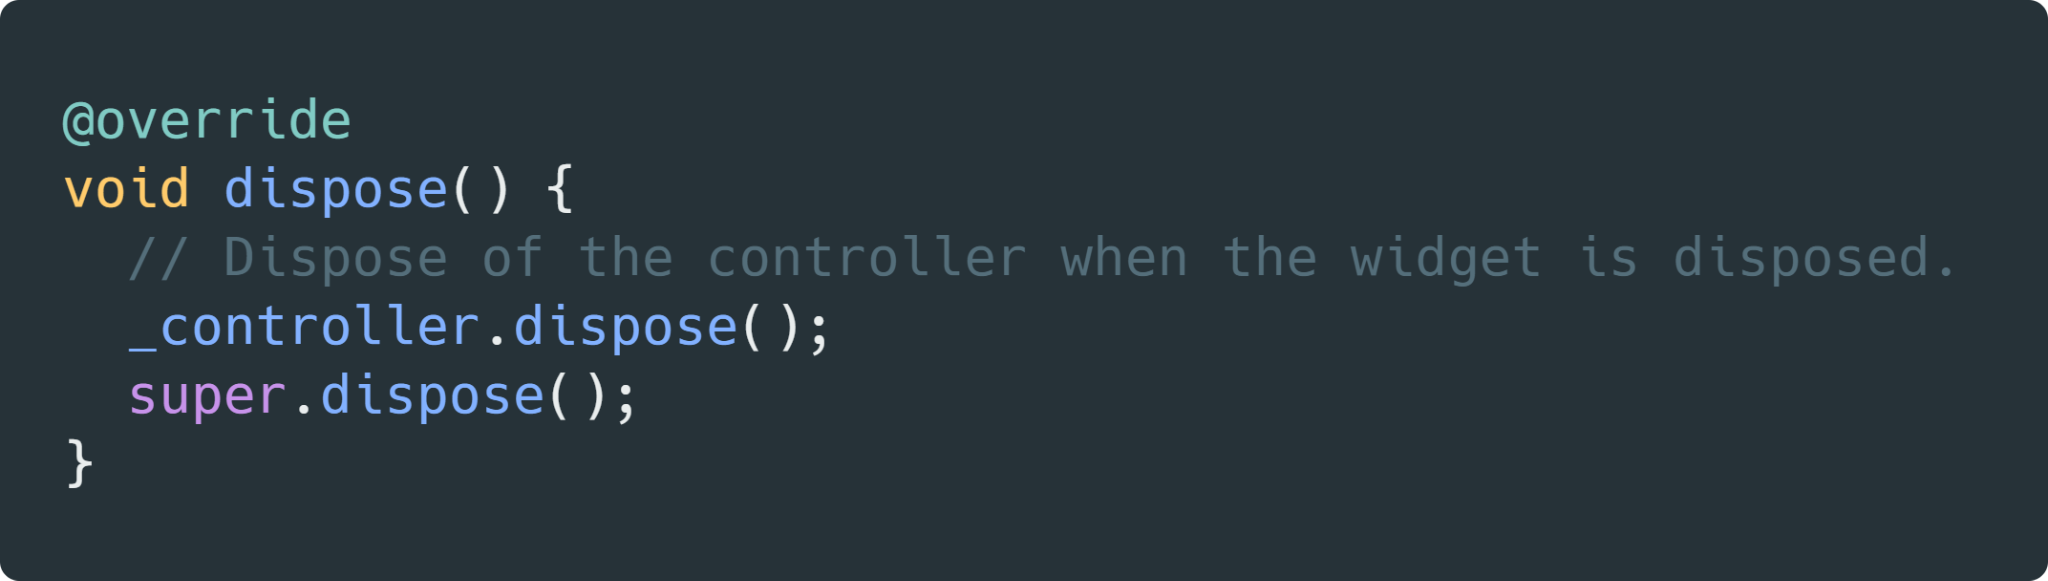 @override
void dispose() {
  // Dispose of the controller when the widget is disposed.
  _controller.dispose();
  super.dispose();
}